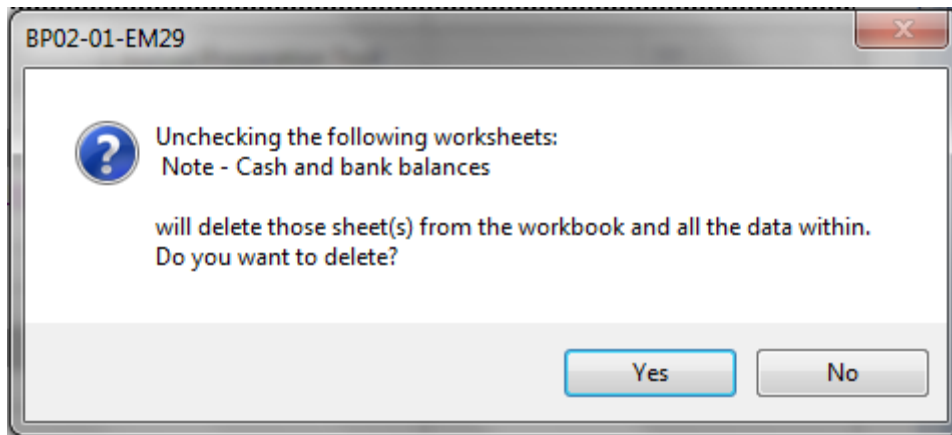 BP02-01-EM29
Unchecking the following worksheets:
Note - Cash and bank balances
will delete those sheet(s) from the workbook and all the data within.
Do you want to delete?
Yes
No